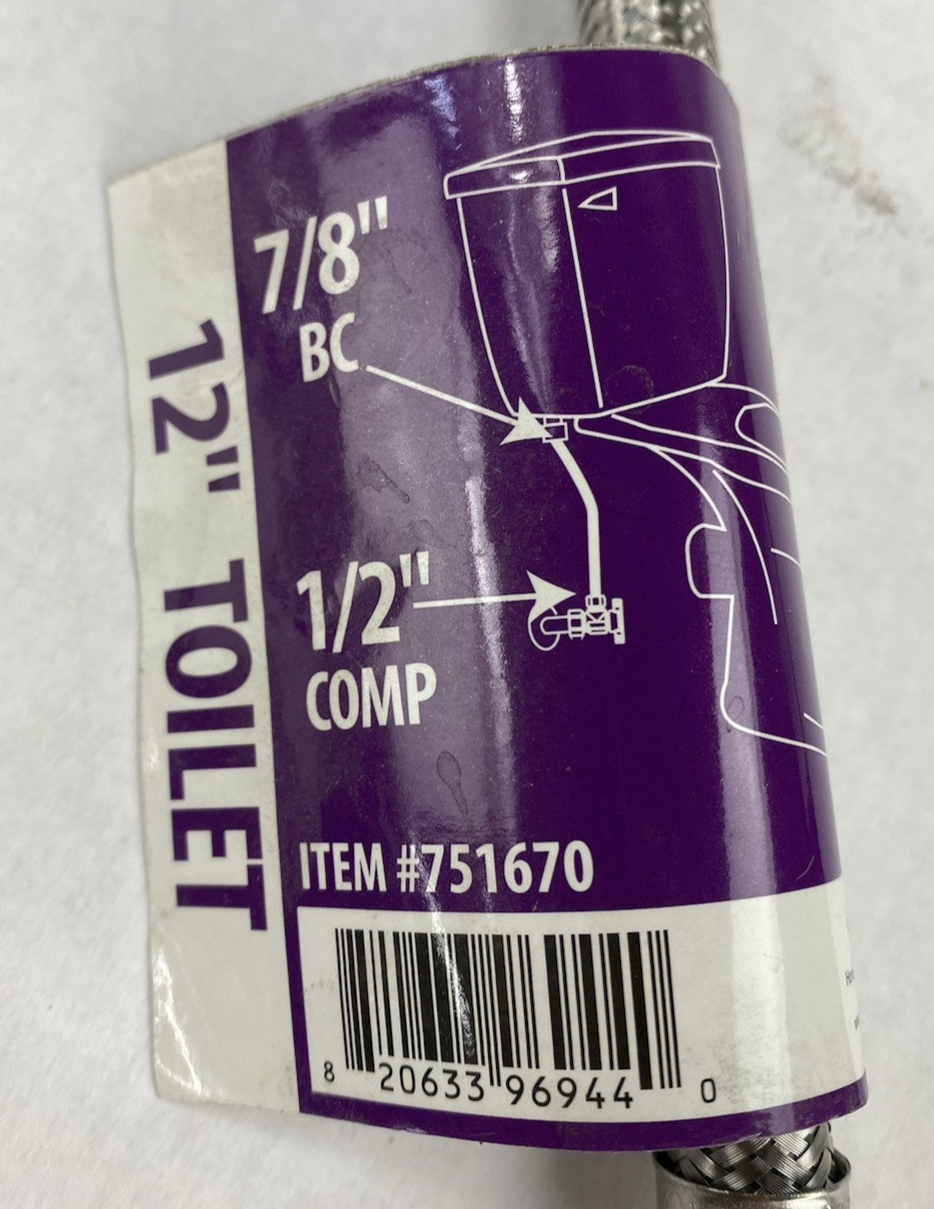 12" TOILET
7/8"
BC
1/2"
COMP
ITEM #751670
8 20633 96944 0